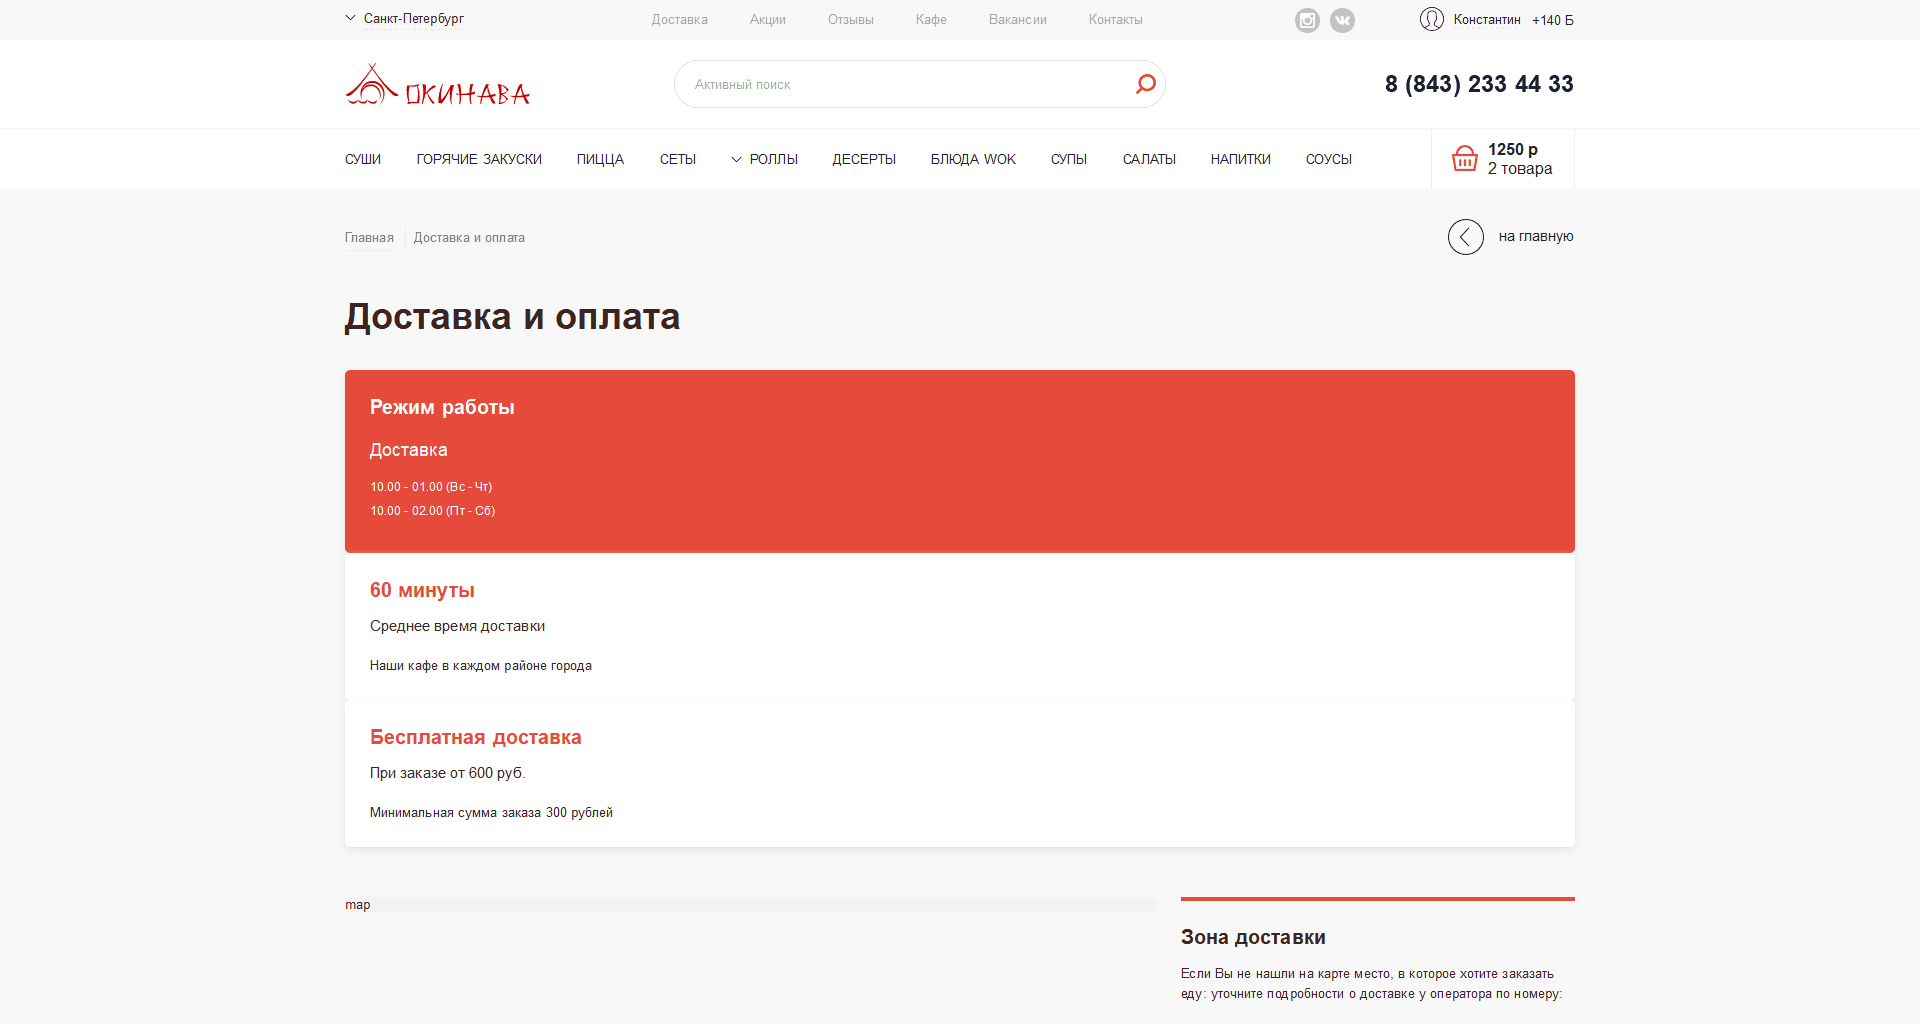 Санкт-Петербург
Доставка Акции Отзывы Кафе Вакансии Контакты
Константин +140 Б
ОКИНАВА
Активный поиск
8 (843) 233 44 33
СУШИ ГОРЯЧИЕ ЗАКУСКИ ПИЦЦА СЕТЫ РОЛЛЫ ДЕСЕРТЫ БЛЮДА WOK СУПЫ САЛАТЫ НАПИТКИ СОУСЫ
1250 р
2 товара
Главная Доставка и оплата
на главную
Доставка и оплата
Режим работы
Доставка
10.00 - 01.00 (Вс - Чт)
10.00 - 02.00 (Пт - Сб)
60 минуты
Среднее время доставки
Наши кафе в каждом районе города
Бесплатная доставка
При заказе от 600 руб.
Минимальная сумма заказа 300 рублей
map
Зона доставки
Если Вы не нашли на карте место, в которое хотите заказать
еду: уточните подробности о доставке у оператора по номеру: